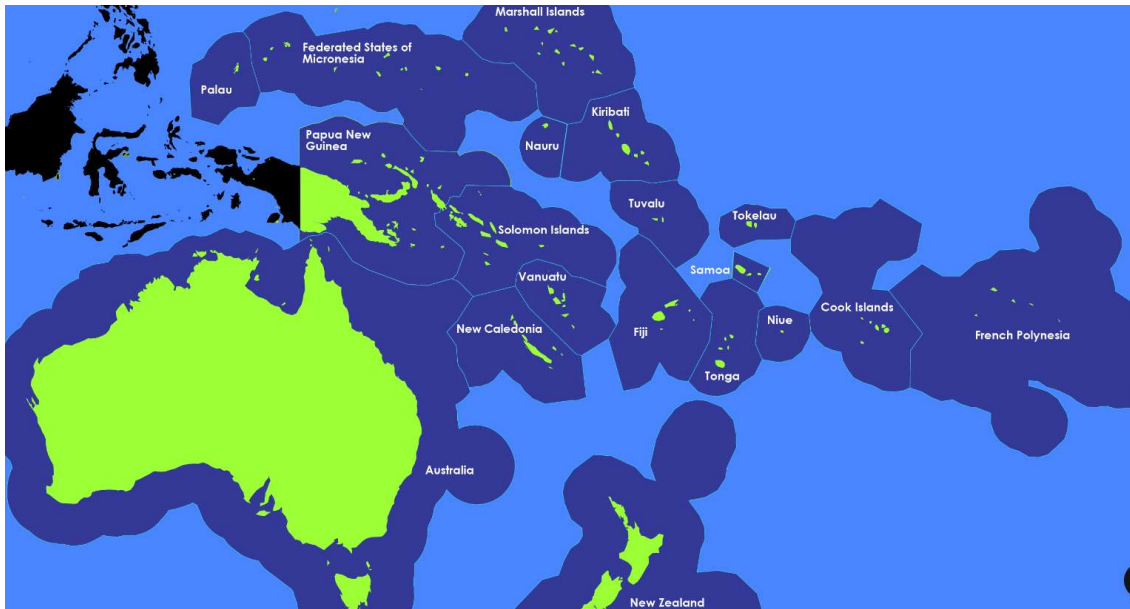 Marshall Islands
Federated States of
Micronesia
Palau
Kiribati
Papua New
Guinea
Nauru
Tuvalu
Tokelau
Solomon Islands
Samoa
Vanuatu
Cook Islands
New Caledonia
Fiji
Niue
French Polynesia
Tonga
Australia
New Zealand